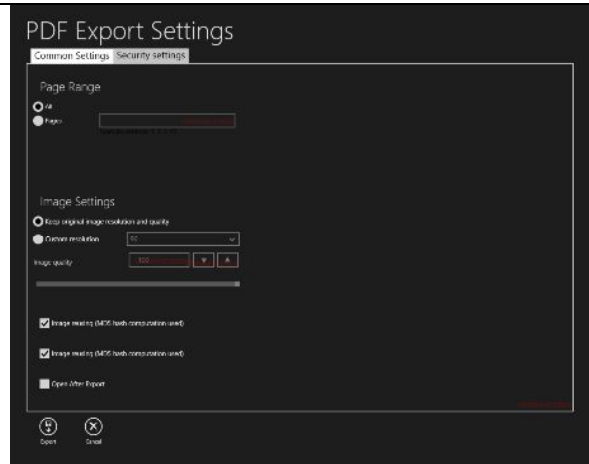 PDF Export Settings
Common Settings Security settings
Page Range
All
Pages
Image Settings
Keep original image resolution and quality
Custom resolution
Image quality 100
Image reusing (MD5 hash computation used)
Image reusing (MD5 hash computation used)
Open After Export
Export Cancel